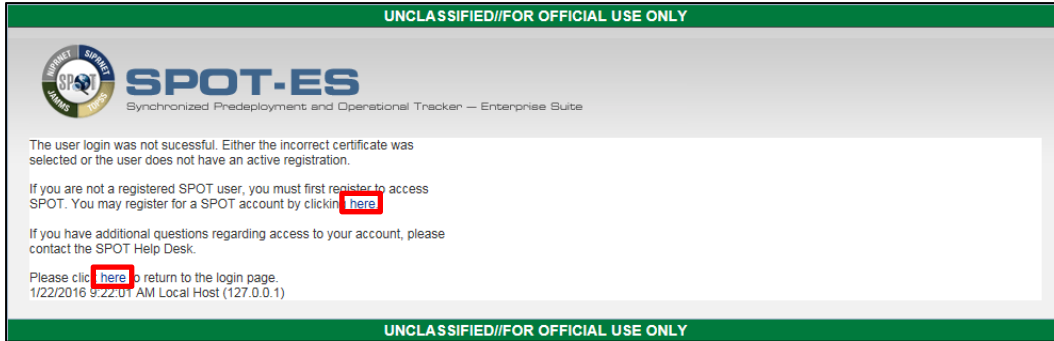 UNCLASSIFIED//FOR OFFICIAL USE ONLY
NIPRNET SIPRNET
SPOT
JAMMS TOPSS
SPOT-ES
Synchronized Predeployment and Operational Tracker — Enterprise Suite
The user login was not sucessful. Either the incorrect certificate was
selected or the user does not have an active registration.
If you are not a registered SPOT user, you must first register to access
SPOT. You may register for a SPOT account by clickin here
If you have additional questions regarding access to your account, please
contact the SPOT Help Desk.
Please clic here o return to the login page.
1/22/2016 9:22:01 AM Local Host (127.0.0.1)
UNCLASSIFIED//FOR OFFICIAL USE ONLY